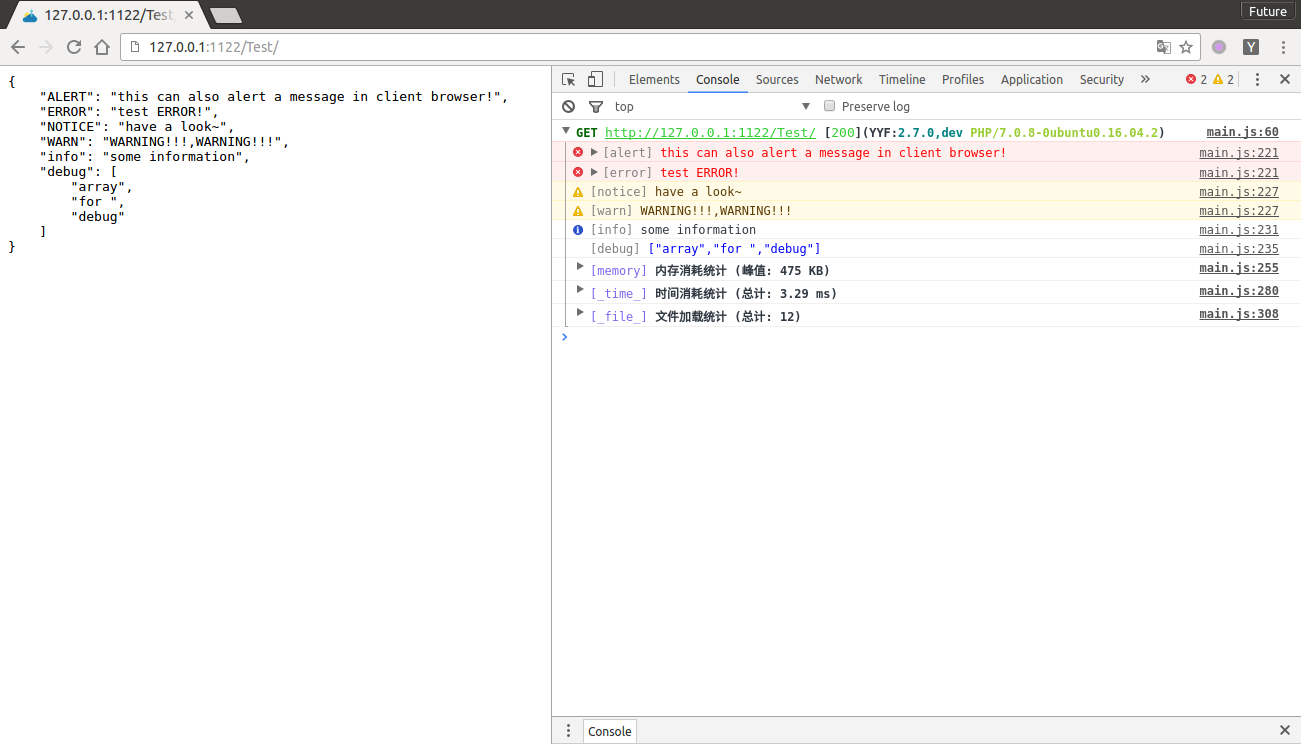 127.0.0.1:1122/Test
Future
127.0.0.1:1122/Test/
Y
{
"ALERT": "this can also alert a message in client browser!",
"ERROR": "test ERROR!",
"NOTICE": "have a look~",
"WARN": "WARNING!!!,WARNING!!!",
"info": "some information",
"debug": [
"array",
"for ",
"debug"
]
}
Elements Console Sources Network Timeline Profiles Application Security » 2 2
top Preserve log
GET http://127.0.0.1:1122/Test/ [200](YYF:2.7.0,dev PHP/7.0.8-0ubuntu0.16.04.2) main.js:60
[alert] this can also alert a message in client browser! main.js:221
[error] test ERROR! main.js:221
[notice] have a look~ main.js:227
[warn] WARNING!!!,WARNING!!! main.js:227
[info] some information main.js:231
[debug] ["array","for ","debug"] main.js:235
[memory] 内存消耗统计 (峰值: 475 KB) main.js:255
[_time_] 时间消耗统计 (总计: 3.29 ms) main.js:280
[_file_] 文件加载统计 (总计: 12) main.js:308
Console